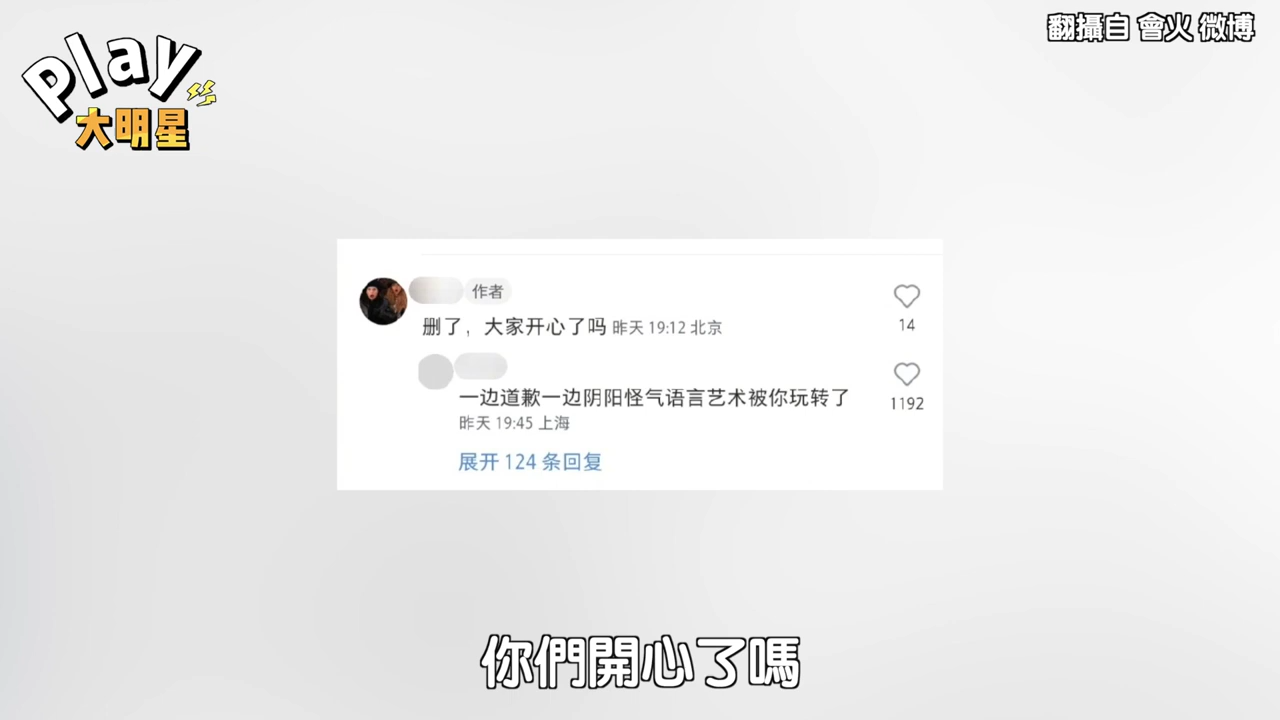 Play
大明星
翻攝自 會火 微博
作者
删了，大家开心了吗 昨天 19:12 北京
14
一边道歉一边阴阳怪气语言艺术被你玩转了
昨天 19:45 上海
1192
展开 124 条回复
你們開心了嗎